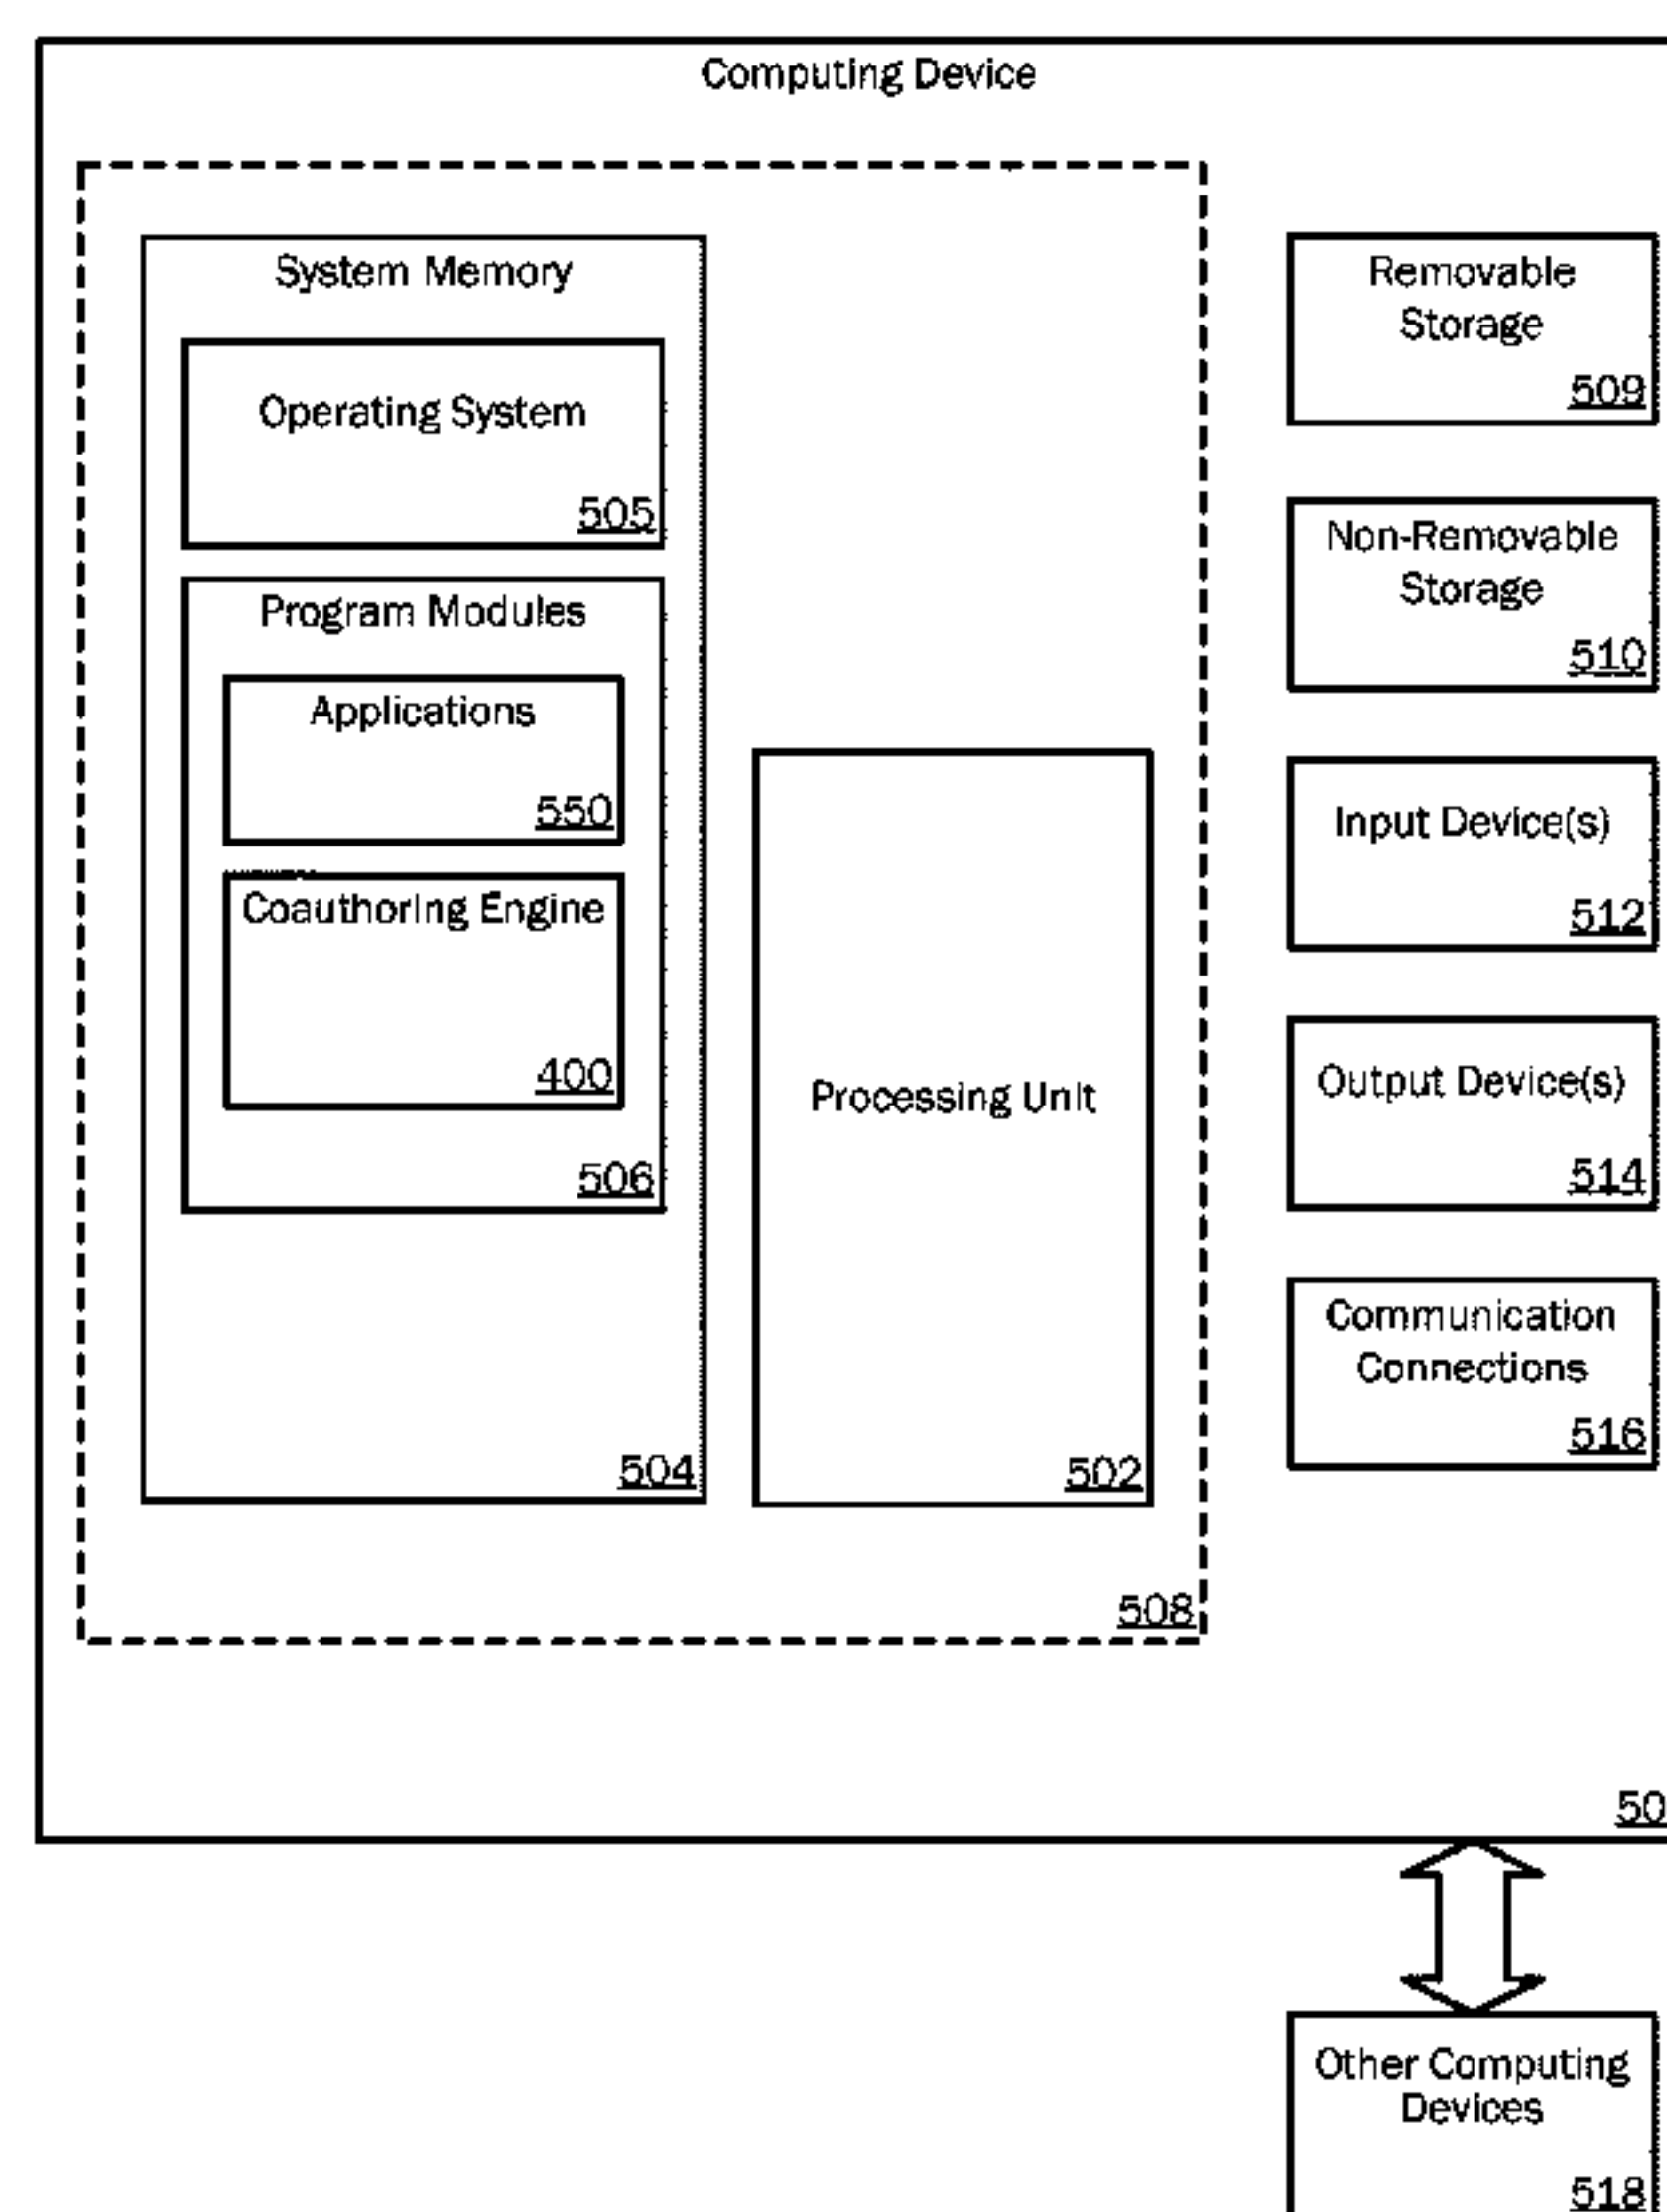 Computing Device
System Memory
Operating System
505
Program Modules
Applications
550
Coauthoring Engine
400
506
504
Processing Unit
502
508
Removable
Storage
509
Non-Removable
Storage
510
Input Device(s)
512
Output Device(s)
514
Communication
Connections
516
50
Other Computing
Devices
518